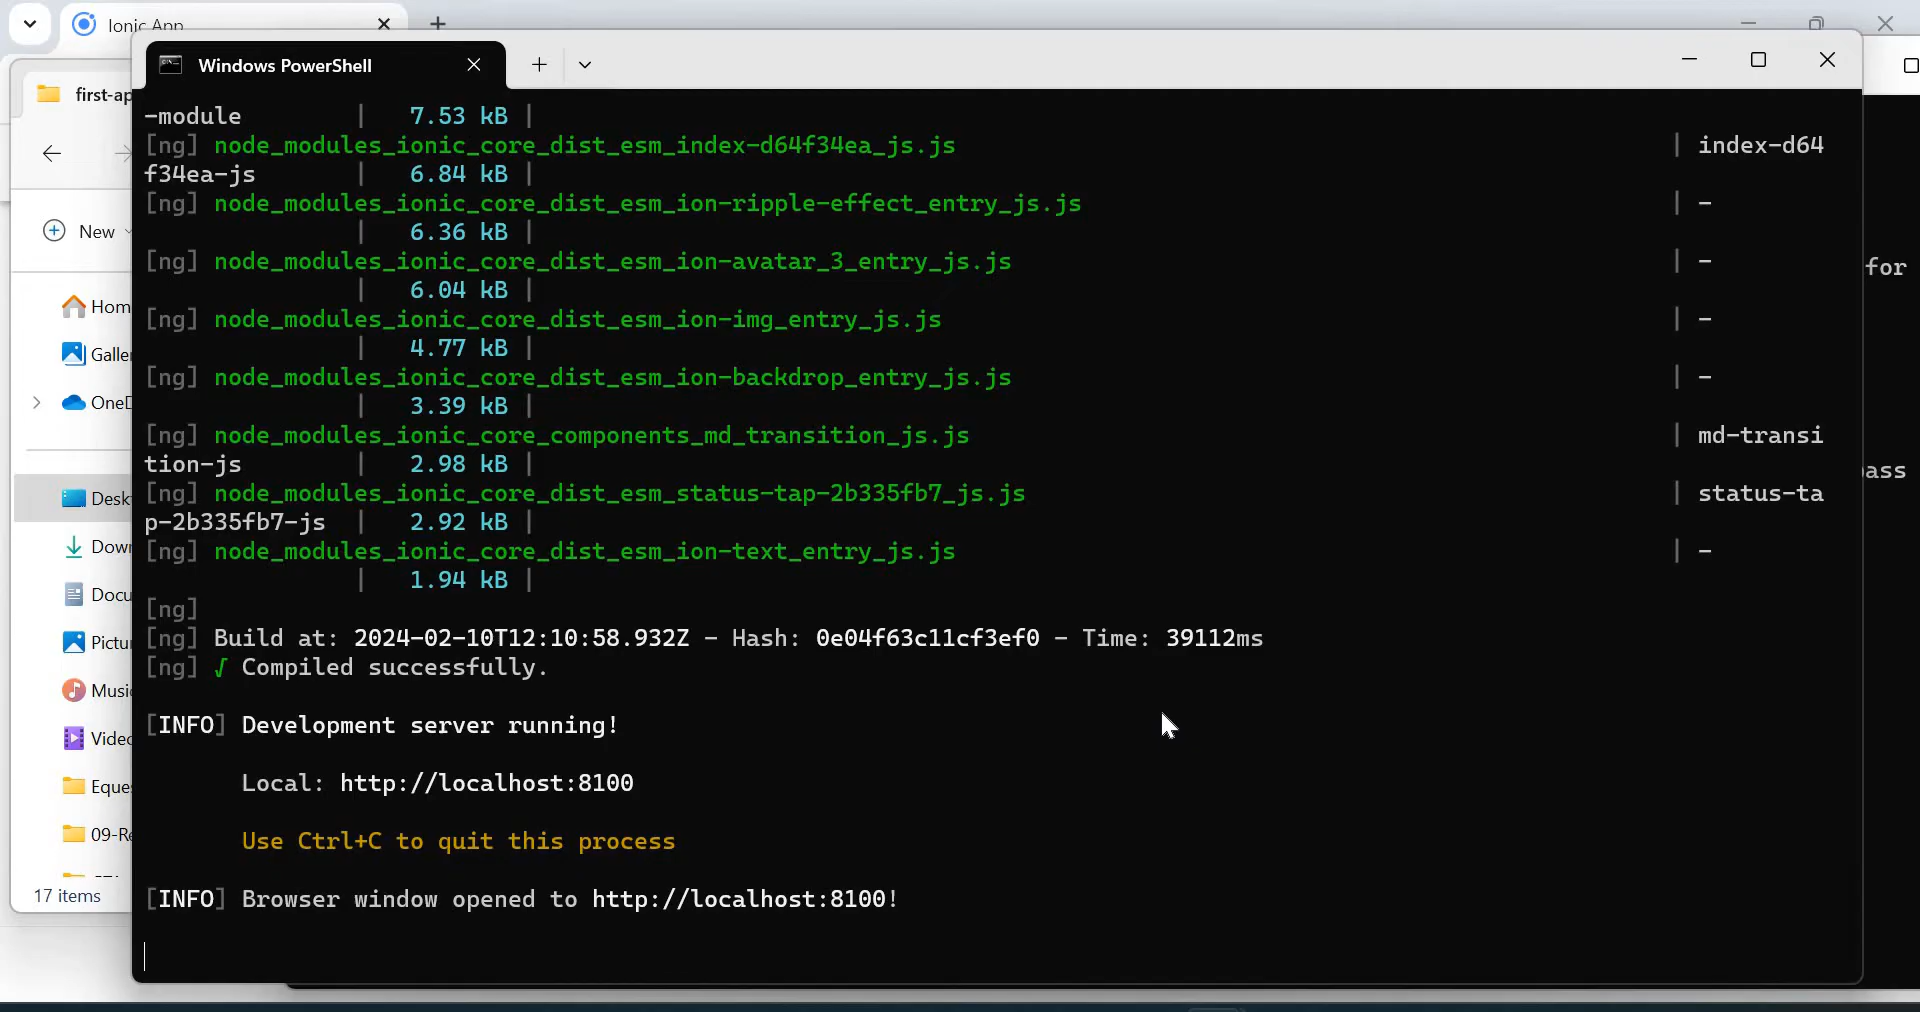 Ionic App
Windows PowerShell
first-ap
New
Hom
Galle
OneD
Desk
Down
Docu
Pictu
Music
Video
Eques
09-Re
17 items
-module | 7.53 kB |
[ng] node_modules_ionic_core_dist_esm_index-d64f34ea_js.js | index-d64
f34ea-js | 6.84 kB |
[ng] node_modules_ionic_core_dist_esm_ion-ripple-effect_entry_js.js | -
| 6.36 kB |
[ng] node_modules_ionic_core_dist_esm_ion-avatar_3_entry_js.js | -
| 6.04 kB |
[ng] node_modules_ionic_core_dist_esm_ion-img_entry_js.js | -
| 4.77 kB |
[ng] node_modules_ionic_core_dist_esm_ion-backdrop_entry_js.js | -
| 3.39 kB |
[ng] node_modules_ionic_core_components_md_transition_js.js | md-transi
tion-js | 2.98 kB |
[ng] node_modules_ionic_core_dist_esm_status-tap-2b335fb7_js.js | status-ta
p-2b335fb7-js | 2.92 kB |
[ng] node_modules_ionic_core_dist_esm_ion-text_entry_js.js | -
| 1.94 kB |
[ng]
[ng] Build at: 2024-02-10T12:10:58.932Z - Hash: 0e04f63c11cf3ef0 - Time: 39112ms
[ng] √ Compiled successfully.
[INFO] Development server running!
Local: http://localhost:8100
Use Ctrl+C to quit this process
[INFO] Browser window opened to http://localhost:8100!
for
ass